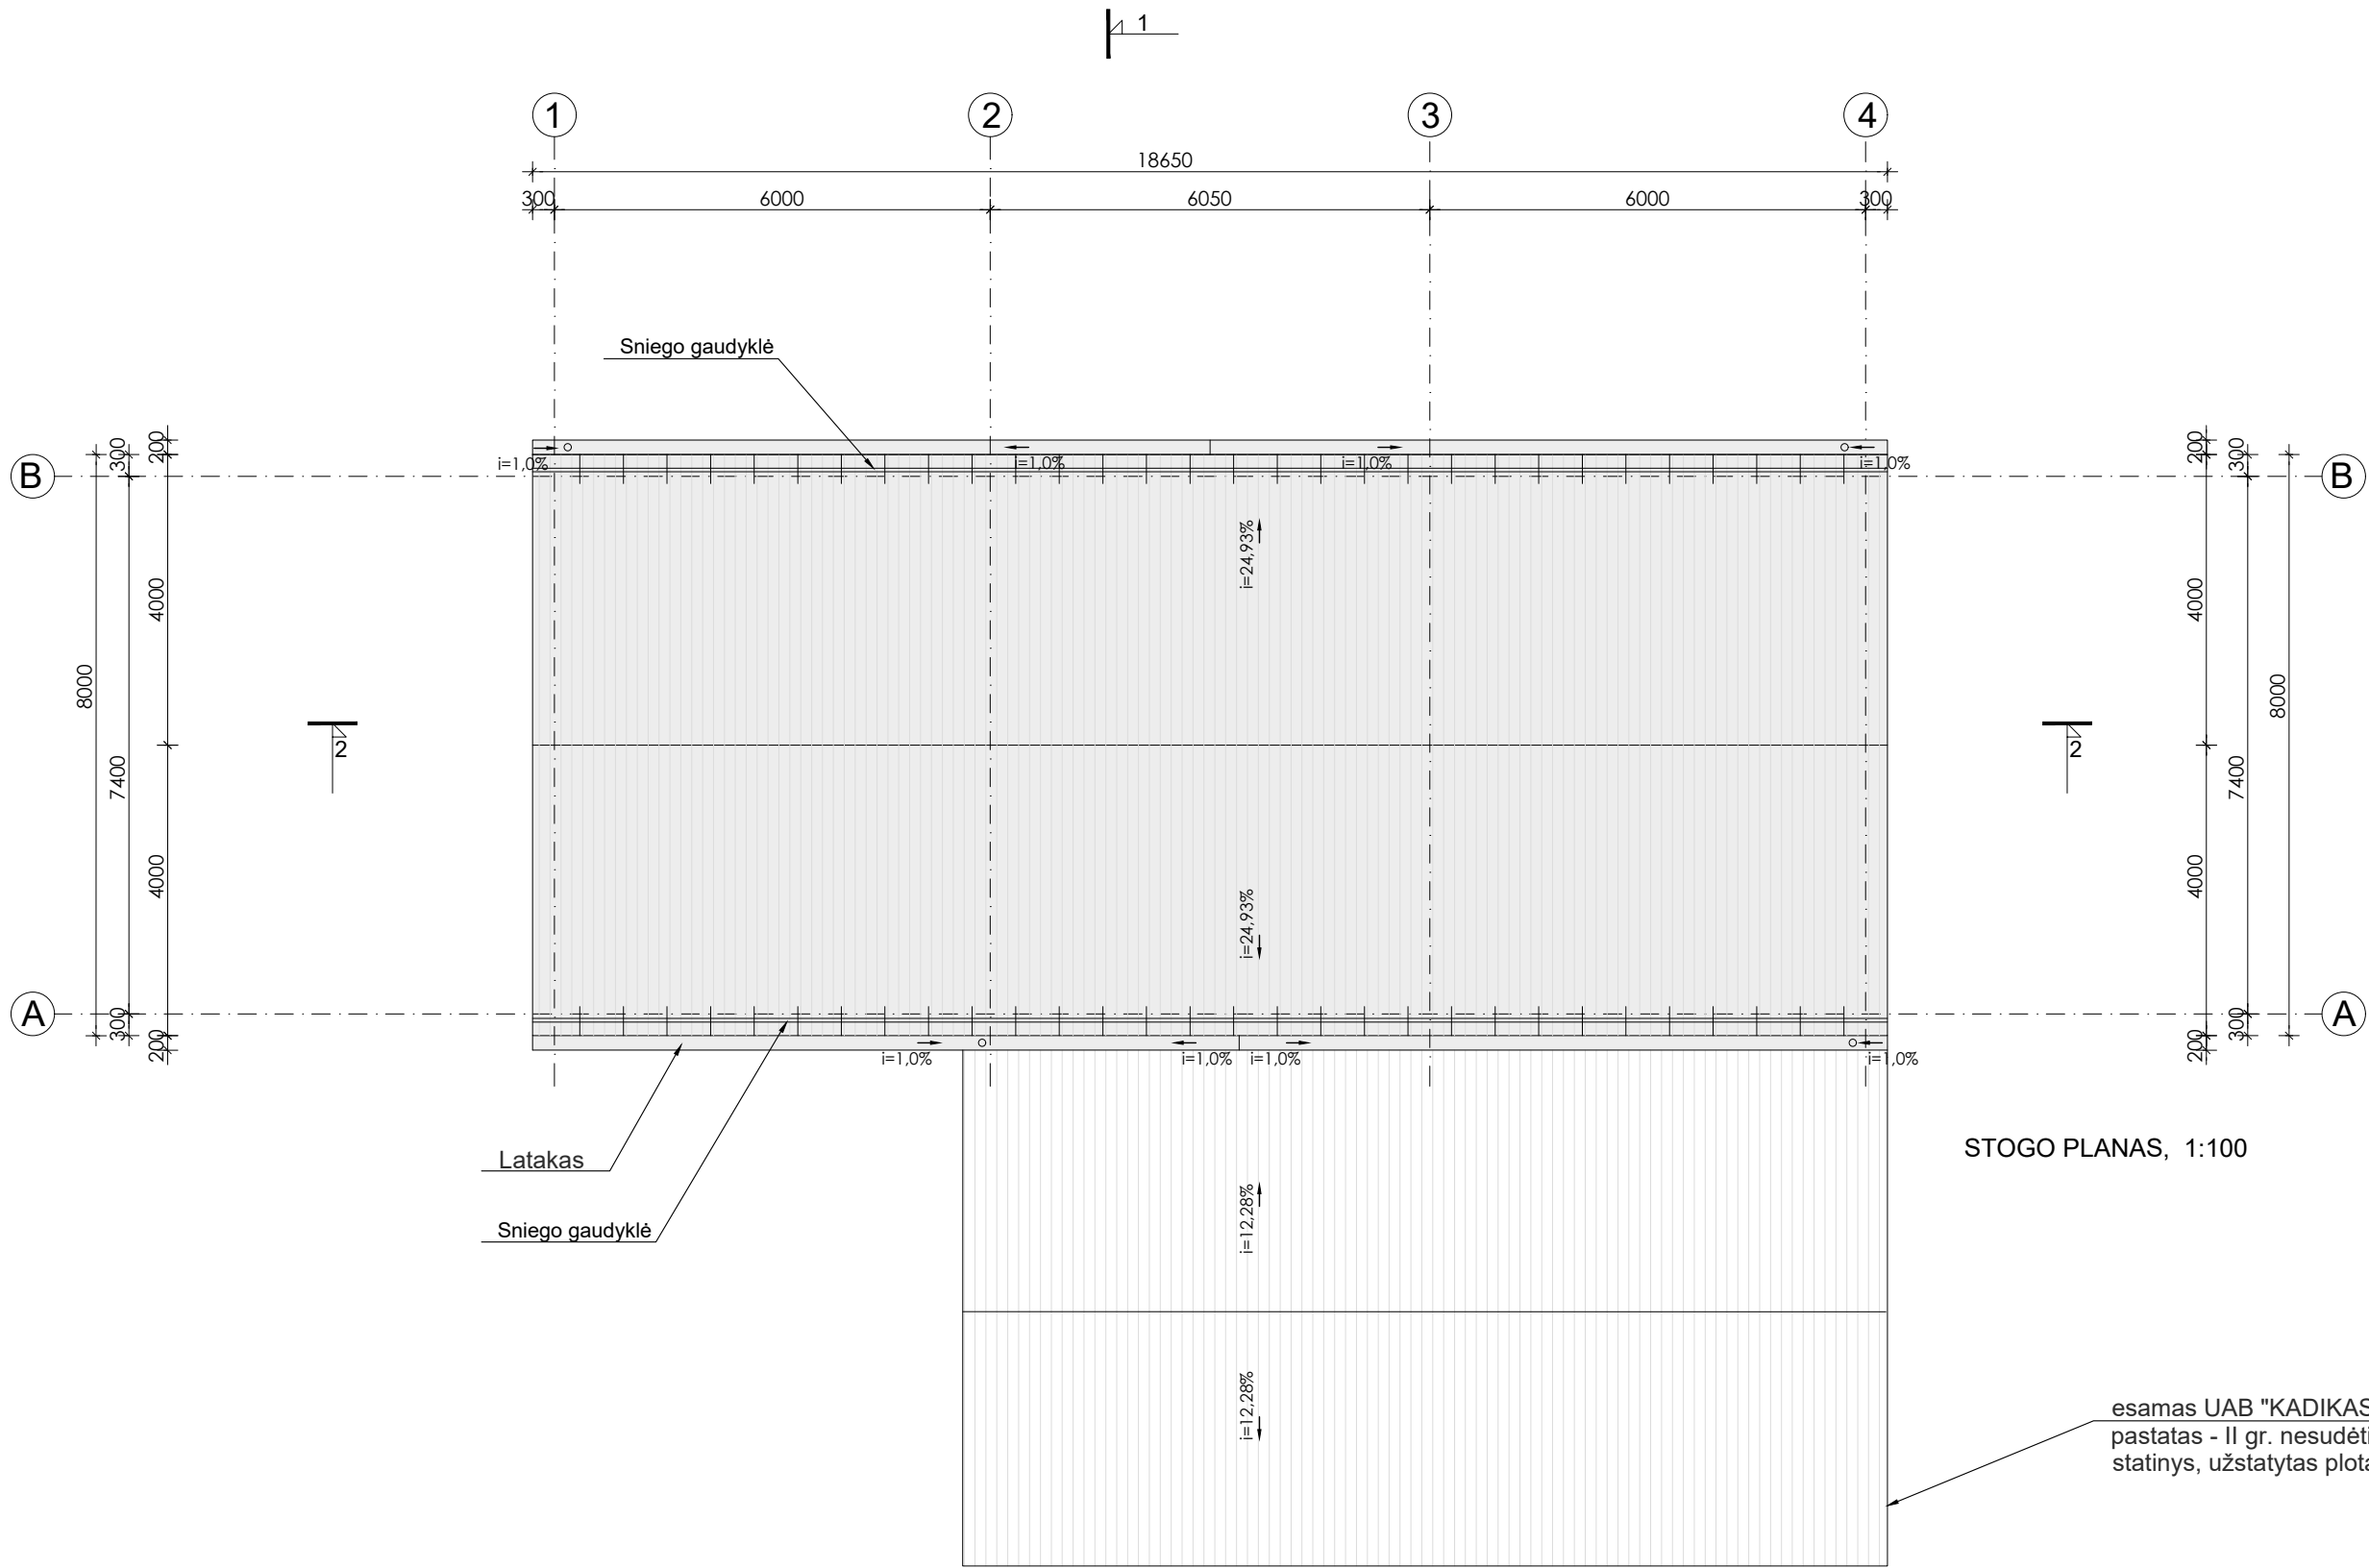 1
1 2 3 4
18650
300 6000 6050 6000 300
Sniego gaudyklė
200 300 200 300
i=1,0% i=1,0% i=1,0% i=1,0%
B B
i=24,93%
4000 4000
8000 8000
2 2
7400 7400
4000 4000
i=24,93%
A A
300 200 300 200
i=1,0% i=1,0% i=1,0% i=1,0%
Latakas
STOGO PLANAS, 1:100
Sniego gaudyklė
i=12,28%
i=12,28%
esamas UAB "KADIKAS
pastatas - II gr.
statinys, užstatytas